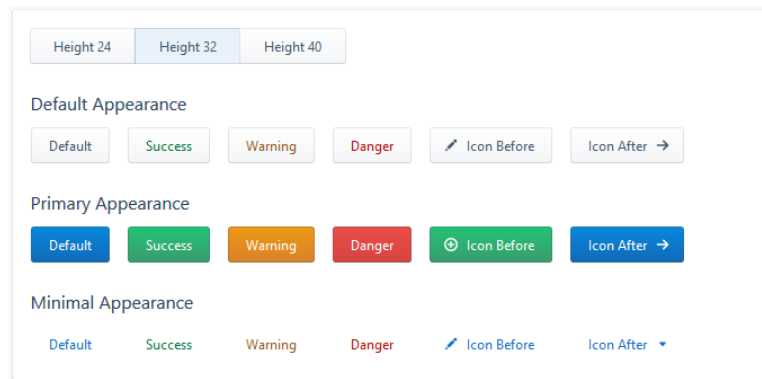 Height 24 Height 32 Height 40
Default Appearance
Default Success Warning Danger Icon Before Icon After
Primary Appearance
Default Success Warning Danger Icon Before Icon After
Minimal Appearance
Default Success Warning Danger Icon Before Icon After